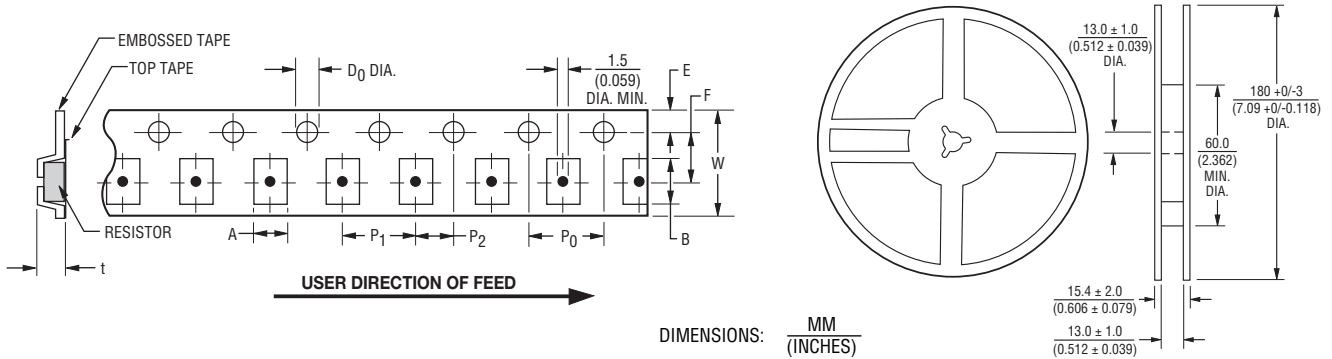 EMBOSSED TAPE
TOP TAPE
D0 DIA.
1.5
(0.059)
DIA. MIN.
E
F
W
RESISTOR
A
P1
P2
P0
B
t
USER DIRECTION OF FEED
DIMENSIONS: MM
(INCHES)
13.0 ± 1.0
(0.512 ± 0.039)
DIA.
180 +0/-3
(7.09 +0/-0.118)
DIA.
60.0
(2.362)
MIN.
DIA.
15.4 ± 2.0
(0.606 ± 0.079)
13.0 ± 1.0
(0.512 ± 0.039)